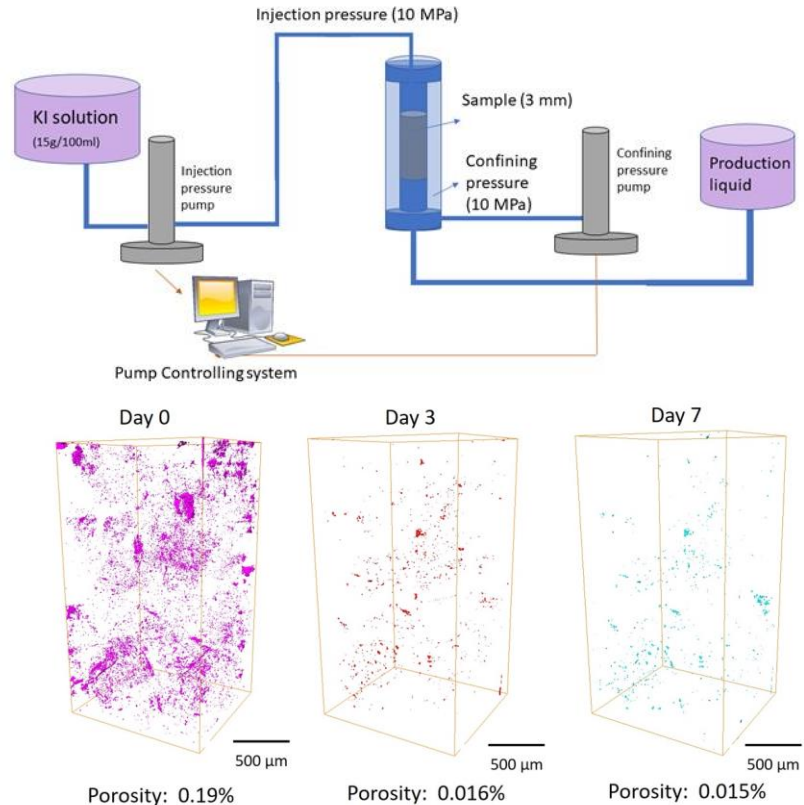 Injection pressure (10 MPa)
KI solution
(15g/100ml)
Injection
pressure
pump
Sample (3 mm)
Confining
pressure
(10 MPa)
Confining
pressure
pump
Production
liquid
Pump Controlling system
Day 0
Day 3
Day 7
500 µm
500 µm
500 µm
Porosity: 0.19%
Porosity: 0.016%
Porosity: 0.015%